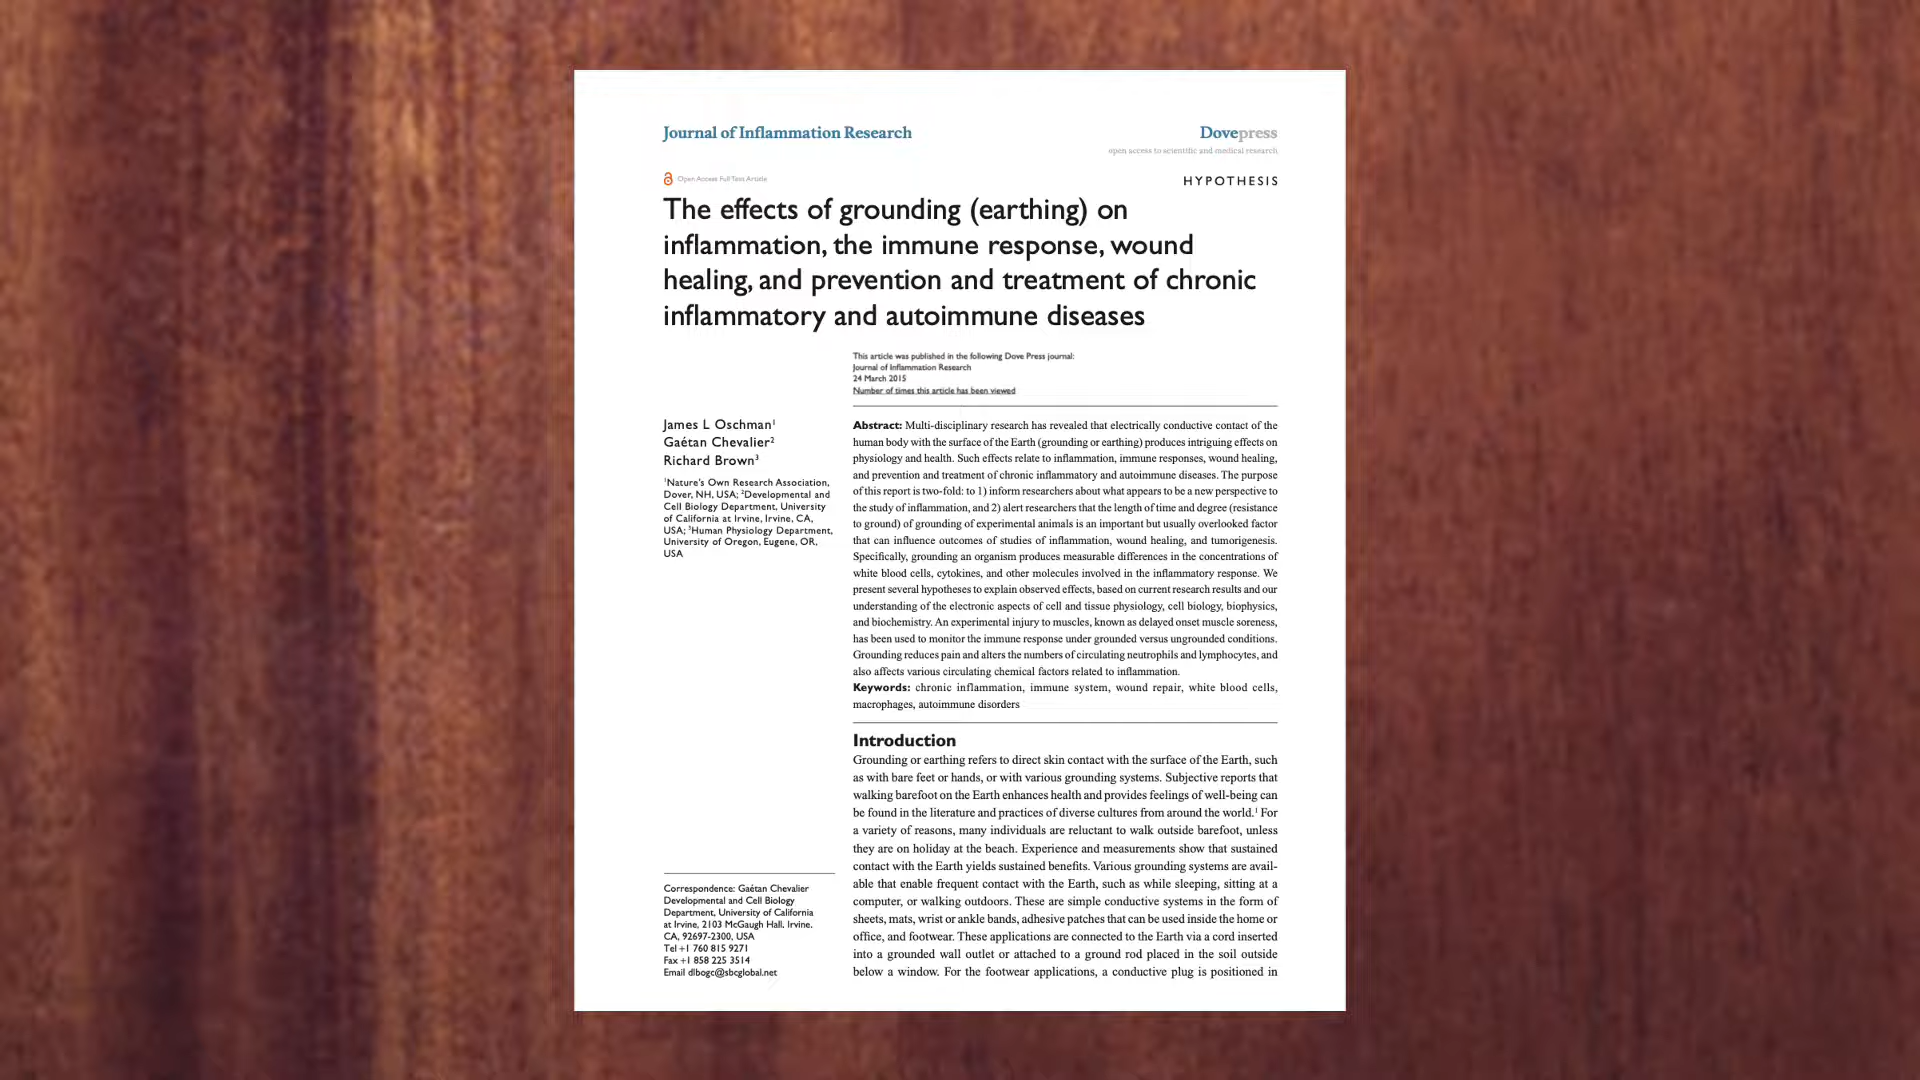 Journal of Inflammation Research
Dovepress
open access to scientific and medical research
Open Access Full Text Article
HYPOTHESIS
The effects of grounding (earthing) on
inflammation, the immune response, wound
healing, and prevention and treatment of chronic
inflammatory and autoimmune diseases
This article was published in the following Dove Press journal:
Journal of Inflammation Research
24 March 2015
Number of times this article has been viewed
James L Oschman¹
Gaétan Chevalier²
Richard Brown³
¹Nature's Own Research Association,
Dover, NH, USA; ²Developmental and
Cell Biology Department, University
of California at Irvine, Irvine, CA,
USA; ³Human Physiology Department,
University of Oregon, Eugene, OR,
USA
Correspondence: Gaétan Chevalier
Developmental and Cell Biology
Department, University of California
at Irvine, 2103 McGaugh Hall. Irvine.
CA, 92697-2300, USA
Tel +1 760 815 9271
Fax +1 858 225 3514
Email dlbogc@sbcglobal.net
Abstract: Multi-disciplinary research has revealed that electrically conductive contact of the
human body with the surface of the Earth (grounding or earthing) produces intriguing effects on
physiology and health. Such effects relate to inflammation, immune responses, wound healing,
and prevention and treatment of chronic inflammatory and autoimmune diseases. The purpose
of this report is two-fold: to 1) inform researchers about what appears to be a new perspective to
the study of inflammation, and 2) alert researchers that the length of time and degree (resistance
to ground) of grounding of experimental animals is an important but usually overlooked factor
that can influence outcomes of studies of inflammation, wound healing, and tumorigenesis.
Specifically, grounding an organism produces measurable differences in the concentrations of
white blood cells, cytokines, and other molecules involved in the inflammatory response. We
present several hypotheses to explain observed effects, based on current research results and our
understanding of the electronic aspects of cell and tissue physiology, cell biology, biophysics,
and biochemistry. An experimental injury to muscles, known as delayed onset muscle soreness,
has been used to monitor the immune response under grounded versus ungrounded conditions.
Grounding reduces pain and alters the numbers of circulating neutrophils and lymphocytes, and
also affects various circulating chemical factors related to inflammation.
Keywords: chronic inflammation, immune system, wound repair, white blood cells,
macrophages, autoimmune disorders
Introduction
Grounding or earthing refers to direct skin contact with the surface of the Earth, such
as with bare feet or hands, or with various grounding systems. Subjective reports that
walking barefoot on the Earth enhances health and provides feelings of well-being can
be found in the literature and practices of diverse cultures from around the world.¹ For
a variety of reasons, many individuals are reluctant to walk outside barefoot, unless
they are on holiday at the beach. Experience and measurements show that sustained
contact with the Earth yields sustained benefits. Various grounding systems are avail-
able that enable frequent contact with the Earth, such as while sleeping, sitting at a
computer, or walking outdoors. These are simple conductive systems in the form of
sheets, mats, wrist or ankle bands, adhesive patches that can be used inside the home or
office, and footwear. These applications are connected to the Earth via a cord inserted
into a grounded wall outlet or attached to a ground rod placed in the soil outside
below a window. For the footwear applications, a conductive plug is positioned in